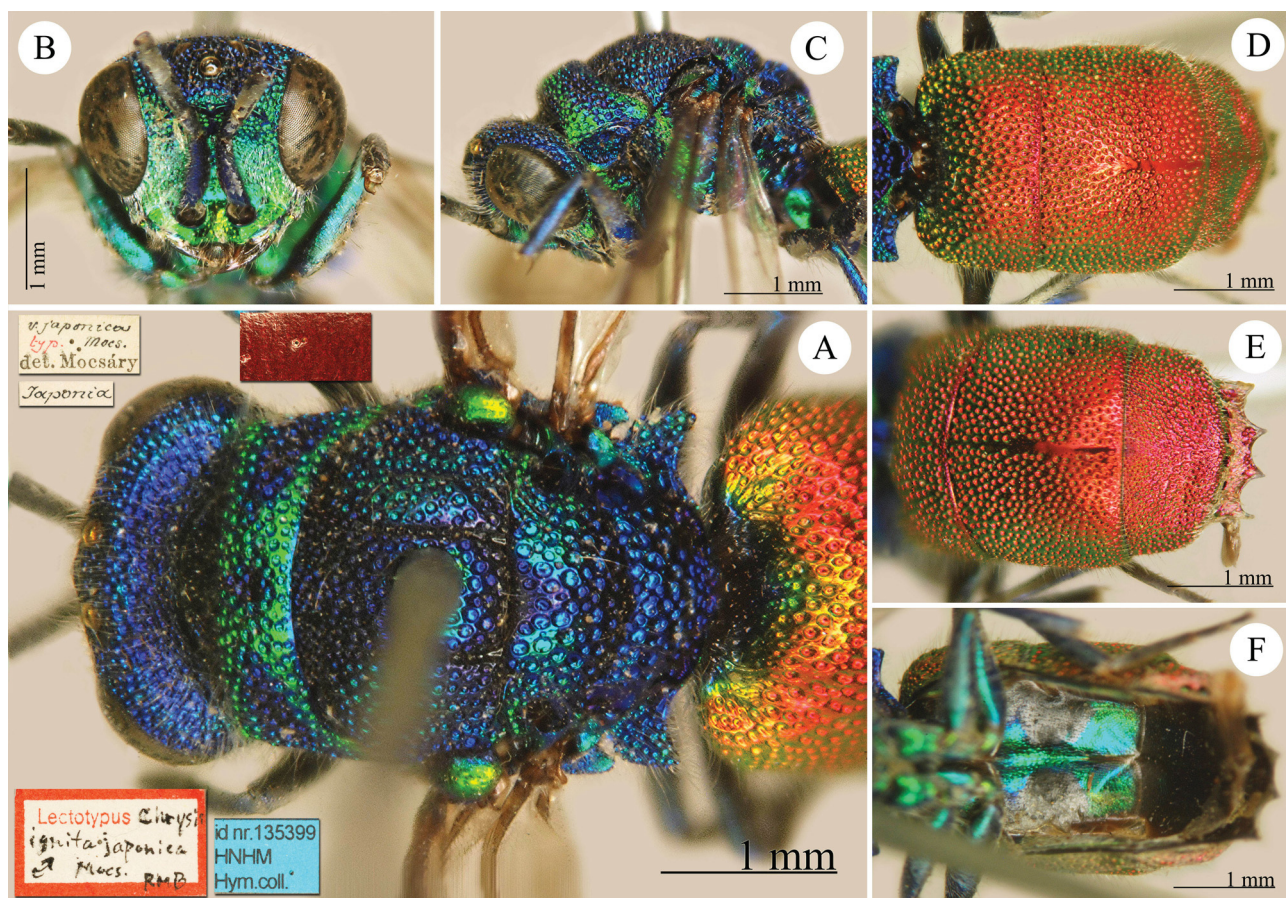 B
1 mm
C
1 mm
D
1 mm
v. japonicus
typ. Mocs.
det. Mocsáry
Japonia
A
E
1 mm
Lectotypus Chrysis
ignita japonica
♂ Mocs.
RMB
id nr.135399
HNHM
Hym.coll.
1 mm
F
1 mm